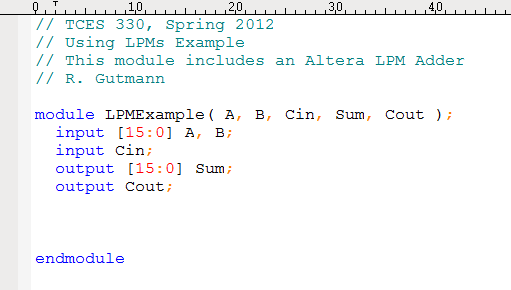 0 10 20 30 40
// TCES 330, Spring 2012
// Using LPMs Example
// This module includes an Altera LPM Adder
// R. Gutmann
module LPMExample( A, B, Cin, Sum, Cout );
input [15:0] A, B;
input Cin;
output [15:0] Sum;
output Cout;
endmodule